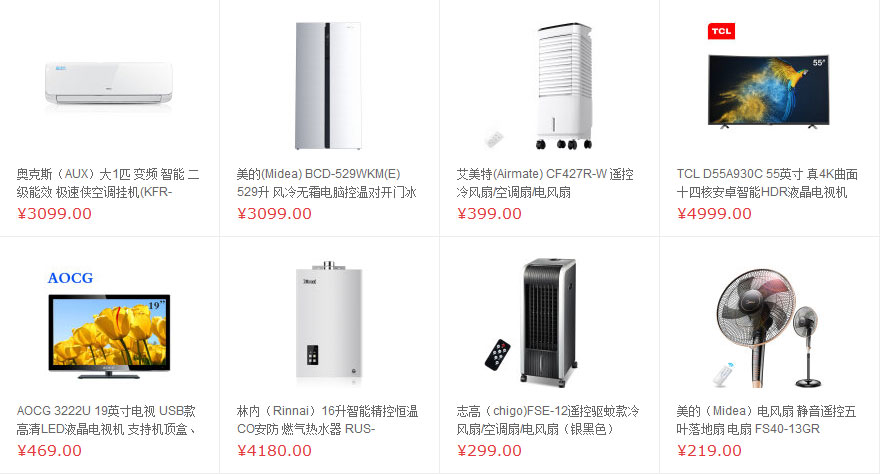 TCL
55"
奥克斯（AUX）大1匹 变频 智能 二
级能效 极速侠空调挂机(KFR-
¥3099.00
美的(Midea) BCD-529WKM(E)
529升 风冷无霜电脑控温对开门冰
¥3099.00
艾美特(Airmate) CF427R-W 遥控
冷风扇/空调扇/电风扇
¥399.00
TCL D55A930C 55英寸 真4K曲面
十四核安卓智能HDR液晶电视机
¥4999.00
AOCG
19”
Rinnai
AOCG 3222U 19英寸电视 USB款
高清LED液晶电视机 支持机顶盒、
¥469.00
林内（Rinnai）16升智能精控恒温
CO安防 燃气热水器 RUS-
¥4180.00
志高（chigo)FSE-12遥控驱蚊款冷
风扇/空调扇/电风扇（银黑色）
¥299.00
美的（Midea）电风扇 静音遥控五
叶落地扇 电扇 FS40-13GR
¥219.00